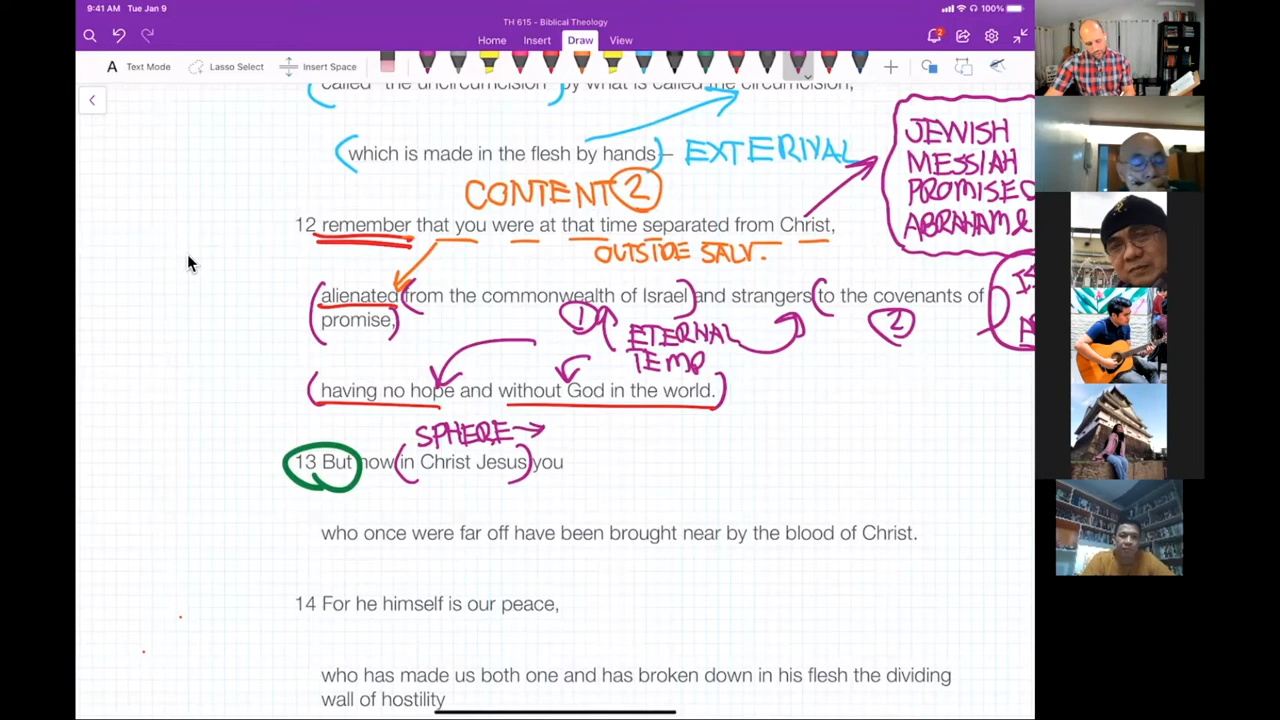 9:41 AM Tue Jan 9
100%
TH 615 - Biblical Theology
Home Insert Draw View
2
A Text Mode Lasso Select Insert Space
called "the uncircumcision" by what is called the circumcision,
which is made in the flesh by hands)– EXTERNAL
JEWISH
MESSIAH
PROMISED
ABRAHAM &
CONTENT 2
12 remember that you were at that time separated from Christ,
OUTSIDE SALV.
(alienated (from the commonwealth of Israel) and strangers (to the covenants of
promise,)
1 ETERNAL 2
TEMP
(having no hope and without God in the world.)
SPHERE →
13 But now (in Christ Jesus) you
who once were far off have been brought near by the blood of Christ.
14 For he himself is our peace,
who has made us both one and has broken down in his flesh the dividing
wall of hostility